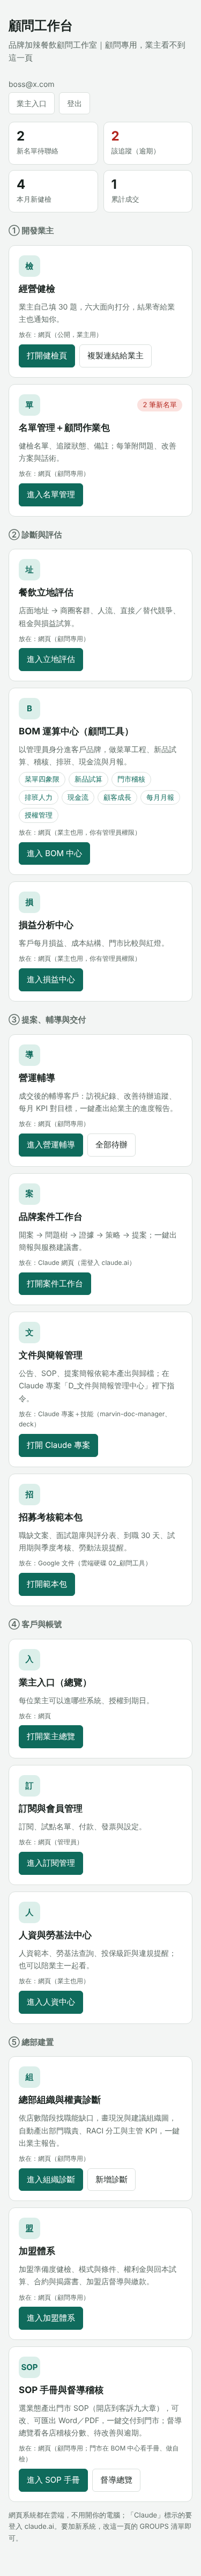 顧問工作台
品牌加辣餐飲顧問工作室｜顧問專用，業主看不到
這一頁
boss@x.com
業主入口 登出
2
新名單待聯絡
2
該追蹤（逾期）
4
本月新健檢
1
累計成交
① 開發業主
檢
經營健檢
業主自己填 30 題，六大面向打分，結果寄給業
主也通知你。
放在：網頁（公開，業主用）
打開健檢頁 複製連結給業主
單 2 筆新名單
名單管理＋顧問作業包
健檢名單、追蹤狀態、備註；每筆附問題、改善
方案與話術。
放在：網頁（顧問專用）
進入名單管理
② 診斷與評估
址
餐飲立地評估
店面地址 → 商圈客群、人流、直接／替代競爭、
租金與損益試算。
放在：網頁（顧問專用）
進入立地評估
B
BOM 運算中心（顧問工具）
以管理員身分進客戶品牌，做菜單工程、新品試
算、稽核、排班、現金流與月報。
菜單四象限 新品試算 門市稽核
排班人力 現金流 顧客成長 每月月報
授權管理
放在：網頁（業主也用，你有管理員權限）
進入 BOM 中心
損
損益分析中心
客戶每月損益、成本結構、門市比較與紅燈。
放在：網頁（業主也用，你有管理員權限）
進入損益中心
③ 提案、輔導與交付
導
營運輔導
成交後的輔導客戶：訪視紀錄、改善待辦追蹤、
每月 KPI 對目標，一鍵產出給業主的進度報告。
放在：網頁（顧問專用）
進入營運輔導 全部待辦
案
品牌案件工作台
開案 → 問題樹 → 證據 → 策略 → 提案；一鍵出
簡報與服務建議書。
放在：Claude 網頁（需登入 claude.ai）
打開案件工作台
文
文件與簡報管理
公告、SOP、提案簡報依範本產出與歸檔；在
Claude 專案「D_文件與簡報管理中心」裡下指
令。
放在：Claude 專案＋技能（marvin-doc-manager、
deck）
打開 Claude 專案
招
招募考核範本包
職缺文案、面試題庫與評分表、到職 30 天、試
用期與季度考核、勞動法規提醒。
放在：Google 文件（雲端硬碟 02_顧問工具）
打開範本包
④ 客戶與帳號
入
業主入口（總覽）
每位業主可以進哪些系統、授權到期日。
放在：網頁
打開業主總覽
訂
訂閱與會員管理
訂閱、試點名單、付款、發票與設定。
放在：網頁（管理員）
進入訂閱管理
人
人資與勞基法中心
人資範本、勞基法查詢、投保級距與違規提醒；
也可以陪業主一起看。
放在：網頁（業主也用）
進入人資中心
⑤ 總部建置
組
總部組織與權責診斷
依店數階段找職能缺口，畫現況與建議組織圖，
自動產出部門職責、RACI 分工與主管 KPI，一鍵
出業主報告。
放在：網頁（顧問專用）
進入組織診斷 新增診斷
盟
加盟體系
加盟準備度健檢、模式與條件、權利金與回本試
算、合約與揭露書、加盟店督導與繳款。
放在：網頁（顧問專用）
進入加盟體系
SOP
SOP 手冊與督導稽核
選業態產出門市 SOP（開店到客訴九大章），可
改、可匯出 Word／PDF，一鍵交付到門市；督導
總覽看各店稽核分數、待改善與逾期。
放在：網頁（顧問專用；門市在 BOM 中心看手冊、做自
檢）
進入 SOP 手冊 督導總覽
網頁系統都在雲端，不用開你的電腦；「Claude」標示的要
登入 claude.ai。要加新系統，改這一頁的 GROUPS 清單即
可。